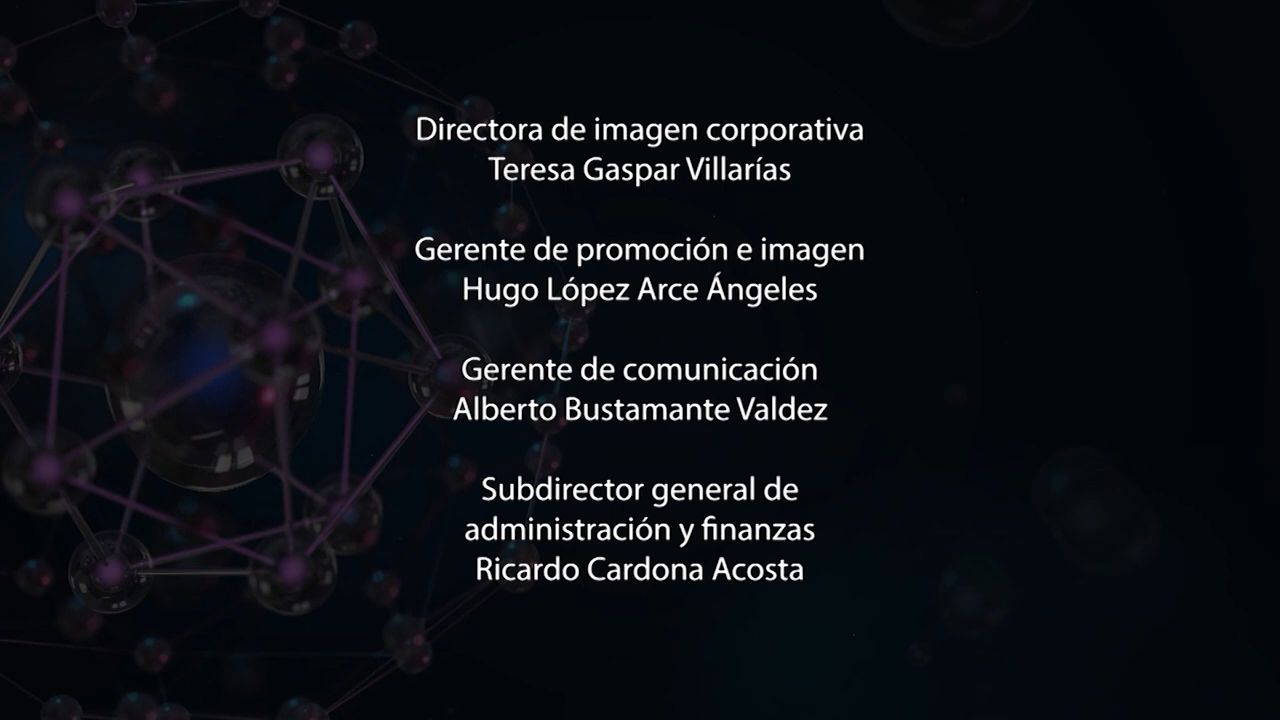 Directora de imagen corporativa
Teresa Gaspar Villarías
Gerente de promoción e imagen
Hugo López Arce Ángeles
Gerente de comunicación
Alberto Bustamante Valdez
Subdirector general de
administración y finanzas
Ricardo Cardona Acosta